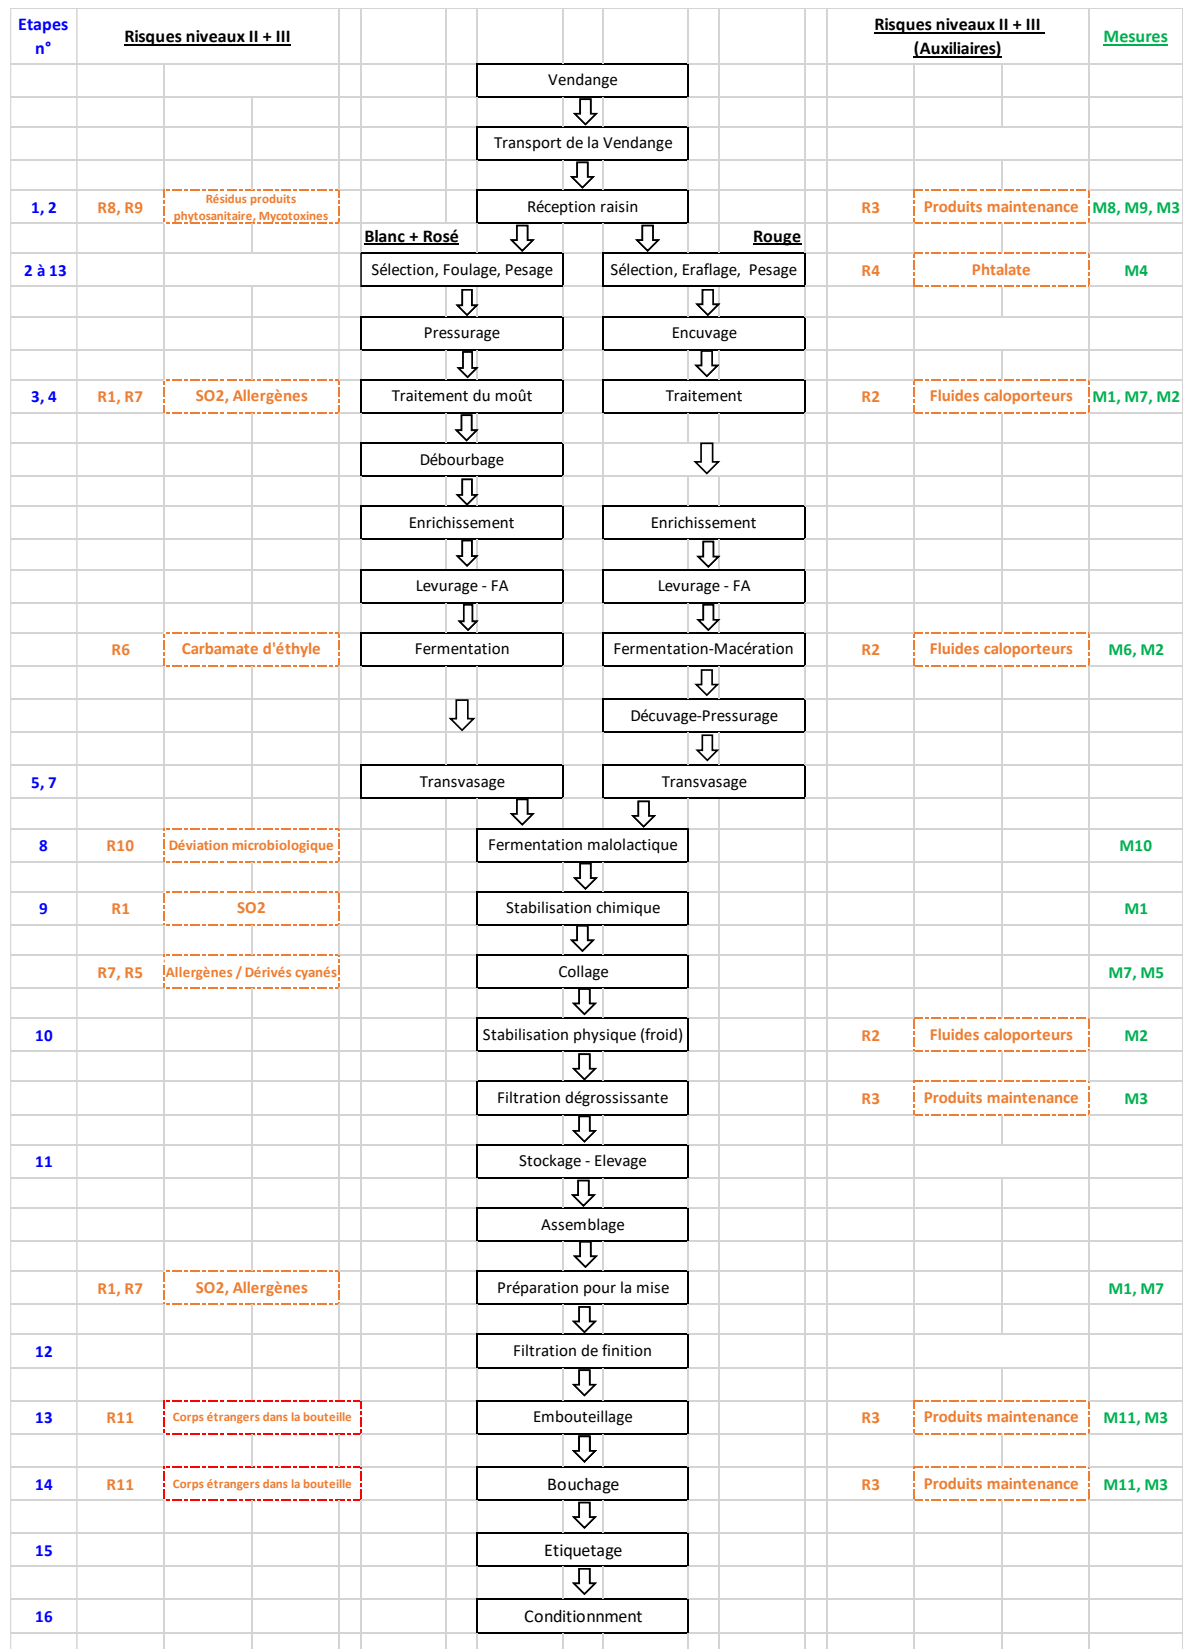 Etapes
n°
Risques niveaux II + III
Risques niveaux II + III
(Auxiliaires)
Mesures
Vendange
Transport de la Vendange
1, 2
R8, R9
Résidus produits
phytosanitaire, Mycotoxines
Réception raisin
R3
Produits maintenance
M8, M9, M3
Blanc + Rosé
Rouge
2 à 13
Sélection, Foulage, Pesage
Sélection, Eraflage, Pesage
R4
Phtalate
M4
Pressurage
Encuvage
3, 4
R1, R7
SO2, Allergènes
Traitement du moût
Traitement
R2
Fluides caloporteurs
M1, M7, M2
Débourbage
Enrichissement
Enrichissement
Levurage - FA
Levurage - FA
R6
Carbamate d'éthyle
Fermentation
Fermentation-Macération
R2
Fluides caloporteurs
M6, M2
Décuvage-Pressurage
5, 7
Transvasage
Transvasage
8
R10
Déviation microbiologique
Fermentation malolactique
M10
9
R1
SO2
Stabilisation chimique
M1
R7, R5
Allergènes / Dérivés cyanés
Collage
M7, M5
10
Stabilisation physique (froid)
R2
Fluides caloporteurs
M2
Filtration dégrossissante
R3
Produits maintenance
M3
11
Stockage - Elevage
Assemblage
R1, R7
SO2, Allergènes
Préparation pour la mise
M1, M7
12
Filtration de finition
13
R11
Corps étrangers dans la bouteille
Embouteillage
R3
Produits maintenance
M11, M3
14
R11
Corps étrangers dans la bouteille
Bouchage
R3
Produits maintenance
M11, M3
15
Etiquetage
16
Conditionnment